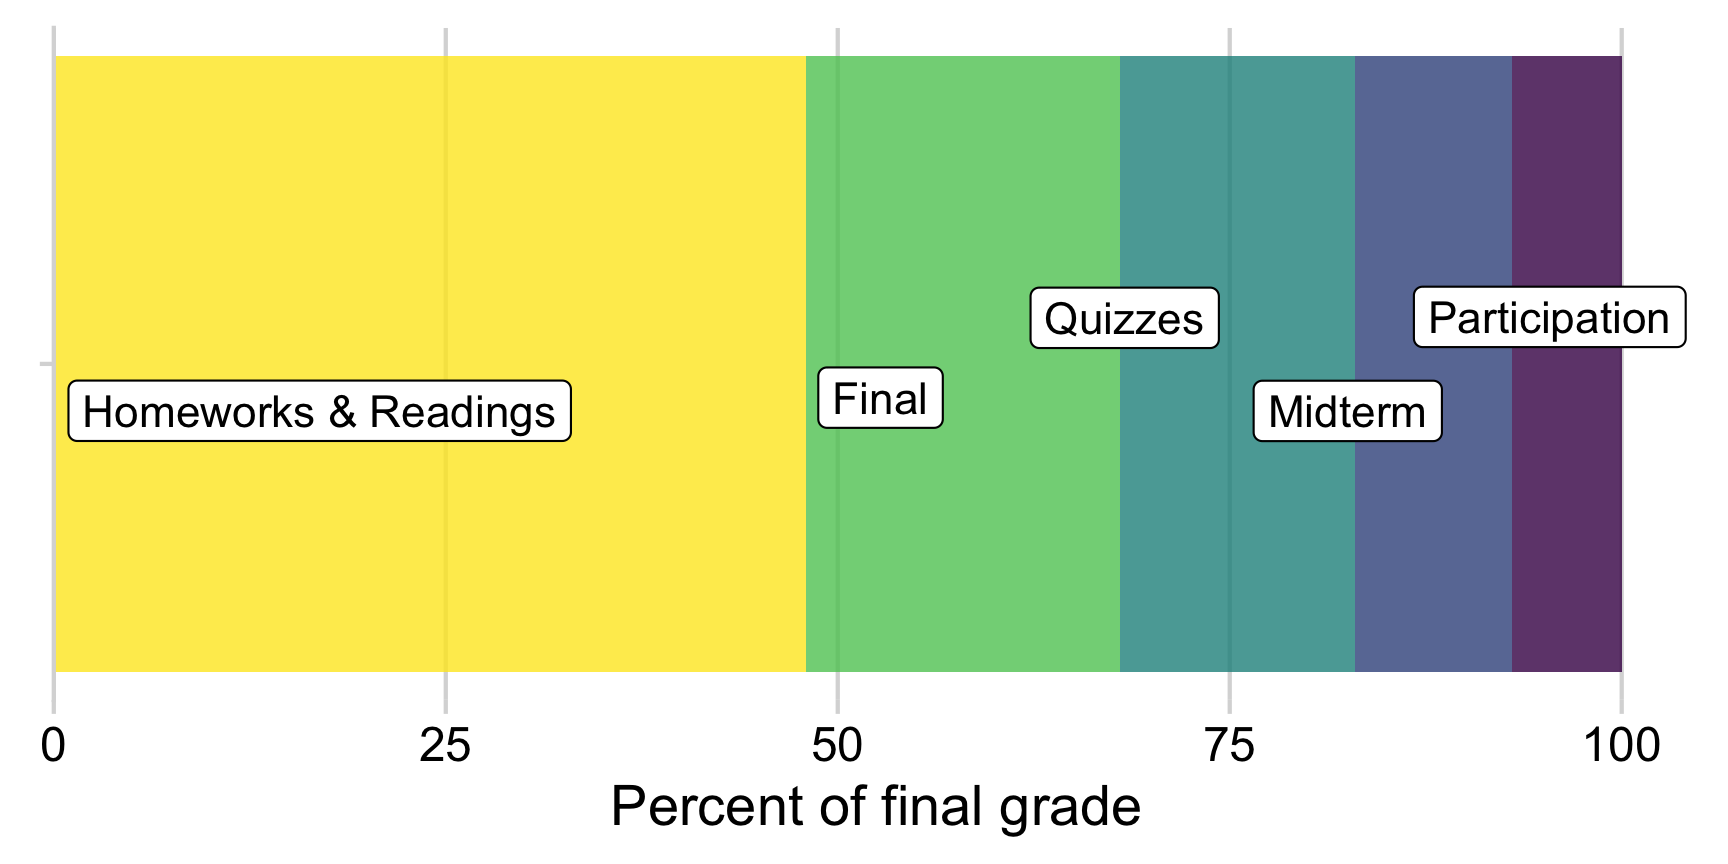 Quizzes
Participation
Homeworks & Readings
Final
Midterm
0 25 50 75 100
Percent of final grade